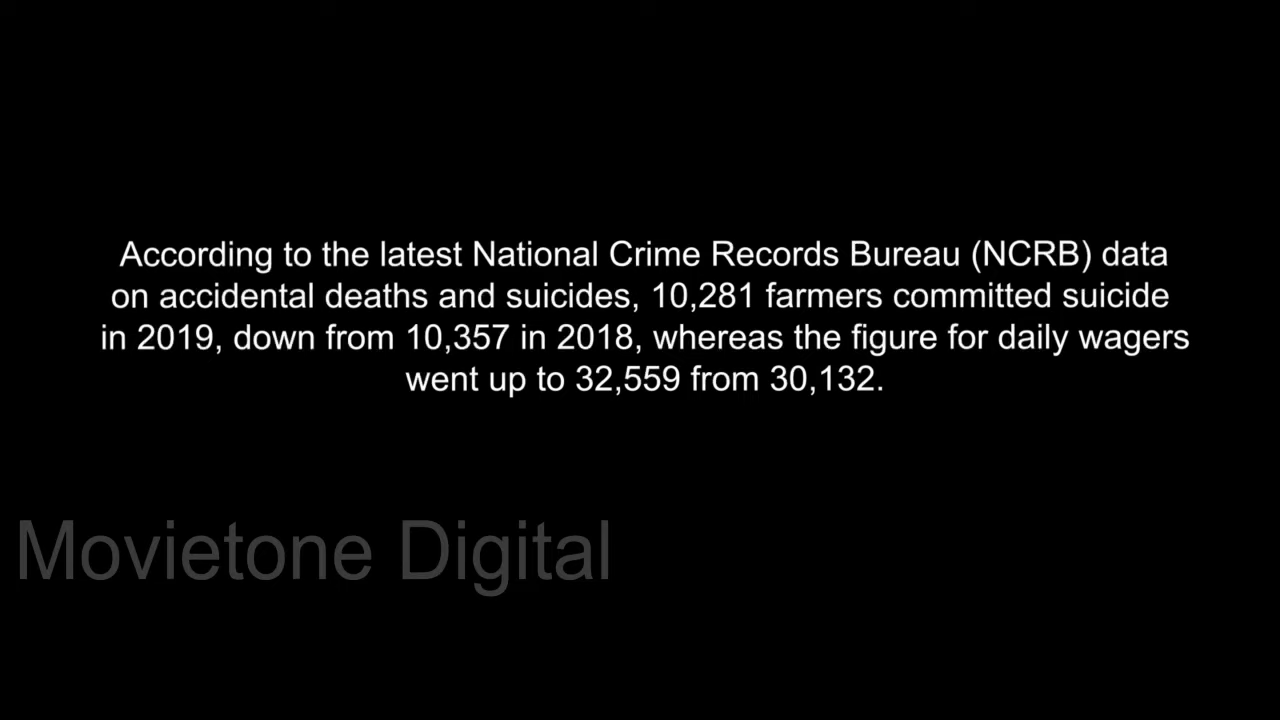 According to the latest National Crime Records Bureau (NCRB) data
on accidental deaths and suicides, 10,281 farmers committed suicide
in 2019, down from 10,357 in 2018, whereas the figure for daily wagers
went up to 32,559 from 30,132.
Movietone Digital